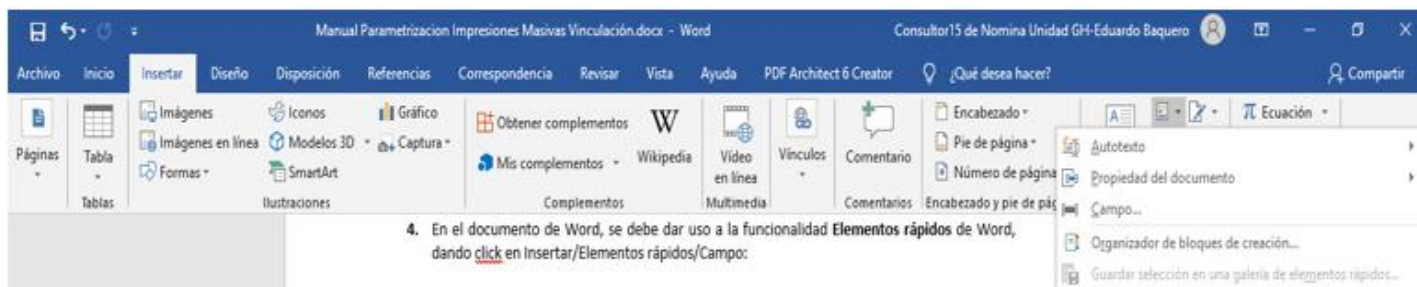 Manual Parametrizacion Impresiones Masivas Vinculación.docx - Word
Consultor15 de Nomina Unidad GH-Eduardo Baquero
Archivo Inicio Insertar Diseño Disposición Referencias Correspondencia Revisar Vista Ayuda PDF Architect 6 Creator ¿Qué desea hacer? Compartir
Páginas
Tabla
Tablas
Imágenes
Imágenes en línea
Formas
Iconos
Modelos 3D
SmartArt
Gráfico
Captura
Ilustraciones
Obtener complementos
Mis complementos
W
Wikipedia
Complementos
Vídeo en línea
Multimedia
Vínculos
Comentario
Comentarios
Encabezado
Pie de página
Número de página
Encabezado y pie de pág
A
π Ecuación
Autotexto
Propiedad del documento
Campo...
Organizador de bloques de creación...
Guardar selección en una galería de elementos rápidos...
4. En el documento de Word, se debe dar uso a la funcionalidad Elementos rápidos de Word,
dando click en Insertar/Elementos rápidos/Campo: